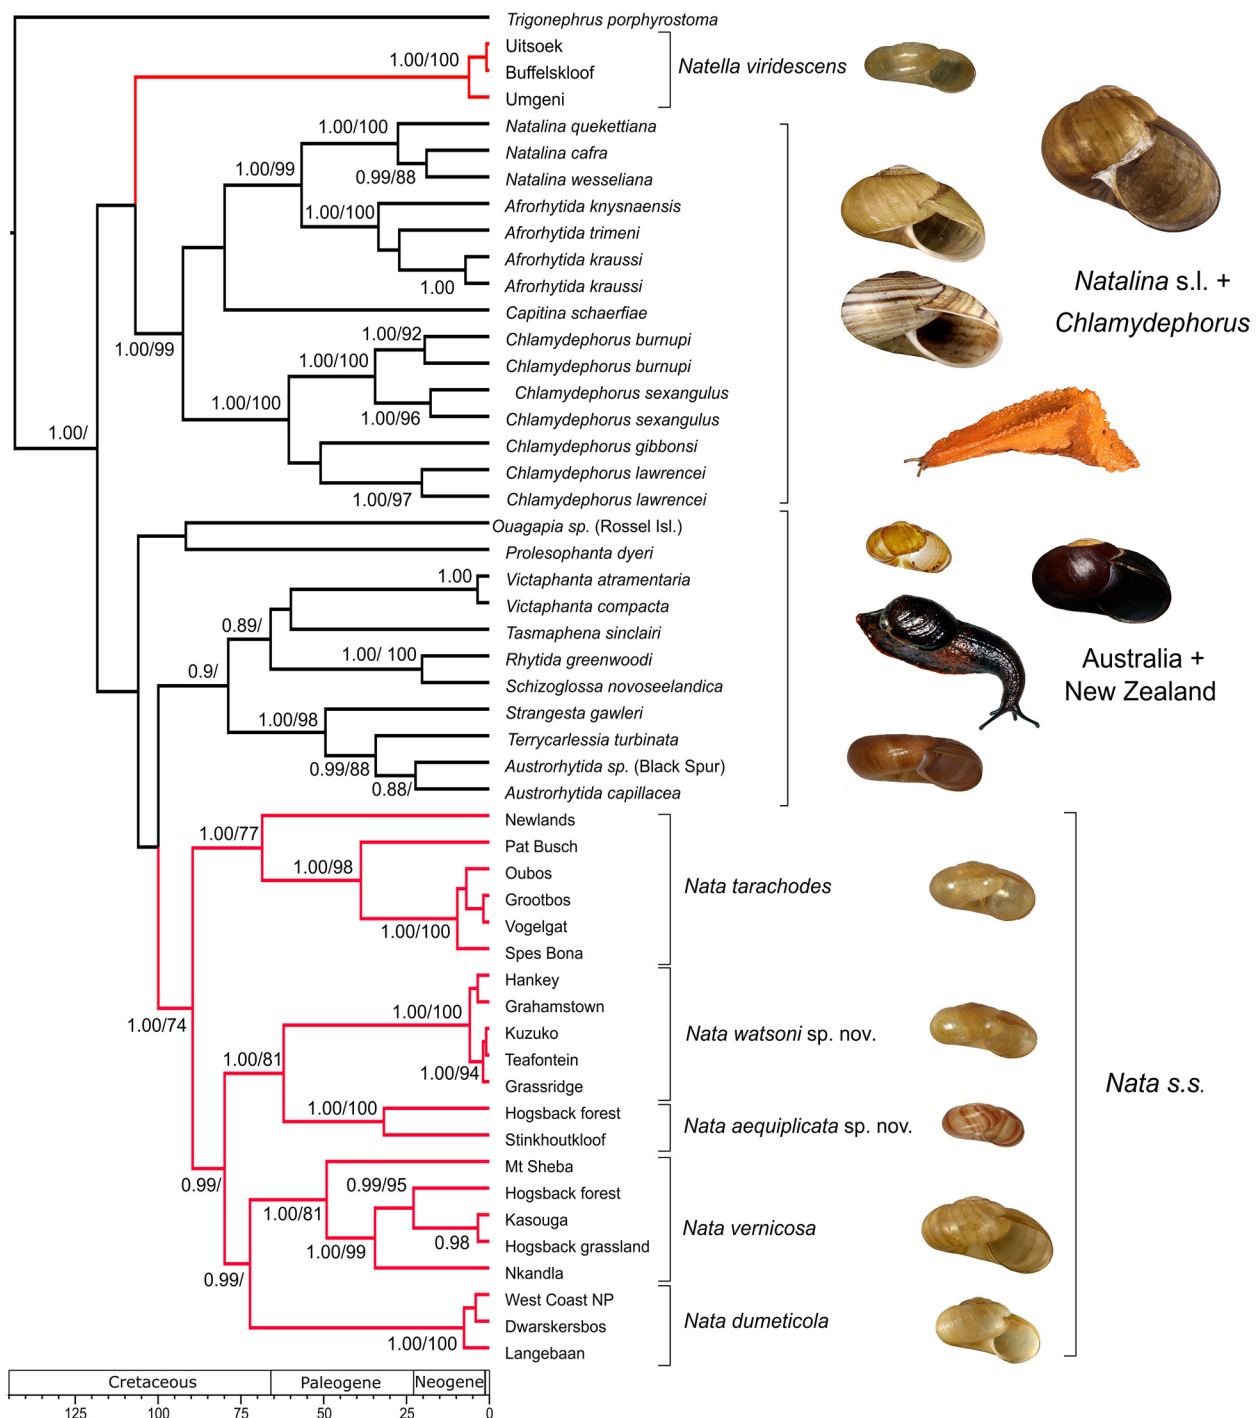 Trigonephrus porphyrostoma
Uitsoek
1.00/100
Natella viridescens
Buffelskloof
Umgeni
1.00/100
Natalina quekettiana
Natalina cafra
1.00/99
0.99/88
Natalina wesseliana
1.00/100
Afrorhytida knysnaensis
Afrorhytida trimeni
Afrorhytida kraussi
1.00
Afrorhytida kraussi
Natalina s.l. +
Chlamydephorus
Capitina schaerfiae
1.00/99
1.00/92
Chlamydephorus burnupi
1.00/100
Chlamydephorus burnupi
Chlamydephorus sexangulus
1.00/100
1.00/96
Chlamydephorus sexangulus
1.00/
Chlamydephorus gibbonsi
Chlamydephorus lawrencei
1.00/97
Chlamydephorus lawrencei
Ouagapia sp. (Rossel Isl.)
Prolesophanta dyeri
1.00
Victaphanta atramentaria
Victaphanta compacta
0.89/
Tasmaphena sinclairi
1.00/ 100
Rhytida greenwoodi
Australia +
New Zealand
0.9/
Schizoglossa novoseelandica
1.00/98
Strangesta gawleri
Terrycarlessia turbinata
0.99/88
Austrorhytida sp. (Black Spur)
0.88/
Austrorhytida capillacea
Newlands
1.00/77
Pat Busch
1.00/98
Oubos
Nata tarachodes
Grootbos
1.00/100
Vogelgat
Spes Bona
Hankey
1.00/100
Grahamstown
1.00/74
Kuzuko
Nata watsoni sp. nov.
1.00/81
Teafontein
1.00/94
Grassridge
Nata s.s.
1.00/100
Hogsback forest
Nata aequiplicata sp. nov.
Stinkhoutkloof
Mt Sheba
0.99/
0.99/95
Hogsback forest
1.00/81
Kasouga
Nata vernicosa
1.00/99
0.98
Hogsback grassland
0.99/
Nkandla
West Coast NP
Nata dumeticola
Dwarskersbos
1.00/100
Langebaan
Cretaceous Paleogene Neogene
125 100 75 50 25 0